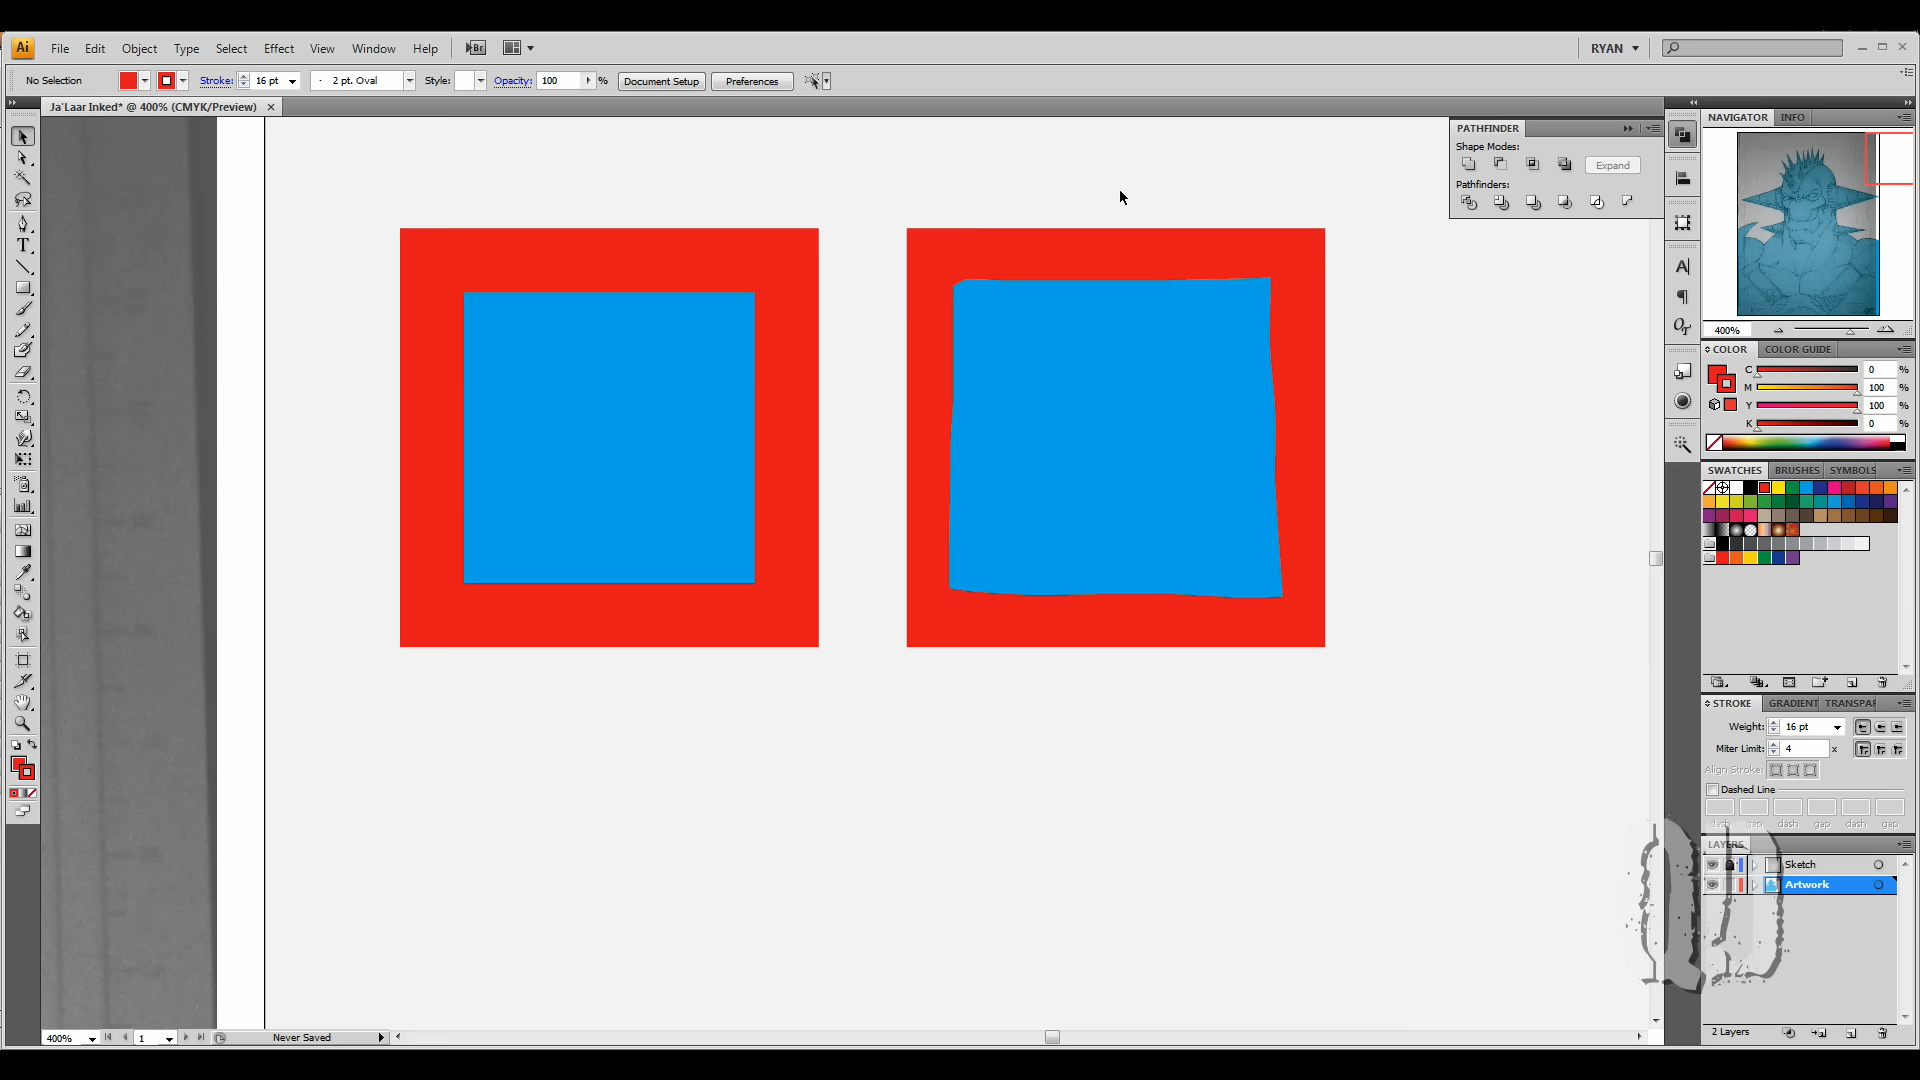 Ai File Edit Object Type Select Effect View Window Help Br RYAN
No Selection Stroke: 16 pt 2 pt. Oval Style: Opacity: 100 % Document Setup Preferences
Ja'Laar Inked* @ 400% (CMYK/Preview)
PATHFINDER
Shape Modes:
Expand
Pathfinders:
NAVIGATOR INFO
400%
COLOR COLOR GUIDE
C 0 %
M 100 %
Y 100 %
K 0 %
SWATCHES BRUSHES SYMBOLS
STROKE GRADIENT TRANSPAR
Weight: 16 pt
Miter Limit: 4 x
Align Stroke:
Dashed Line
dash gap dash gap dash gap
LAYERS
Sketch
Artwork
2 Layers
400% 1 Never Saved